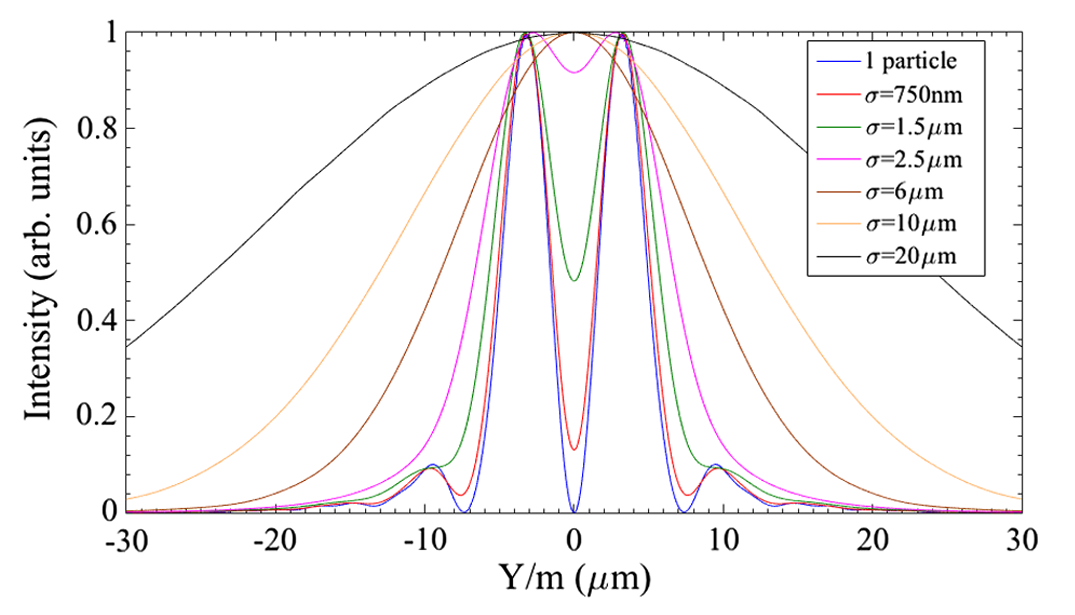 1
0.8
0.6
0.4
0.2
0
Intensity (arb. units)
-30 -20 -10 0 10 20 30
Y/m (μm)
1 particle
σ=750nm
σ=1.5μm
σ=2.5μm
σ=6μm
σ=10μm
σ=20μm